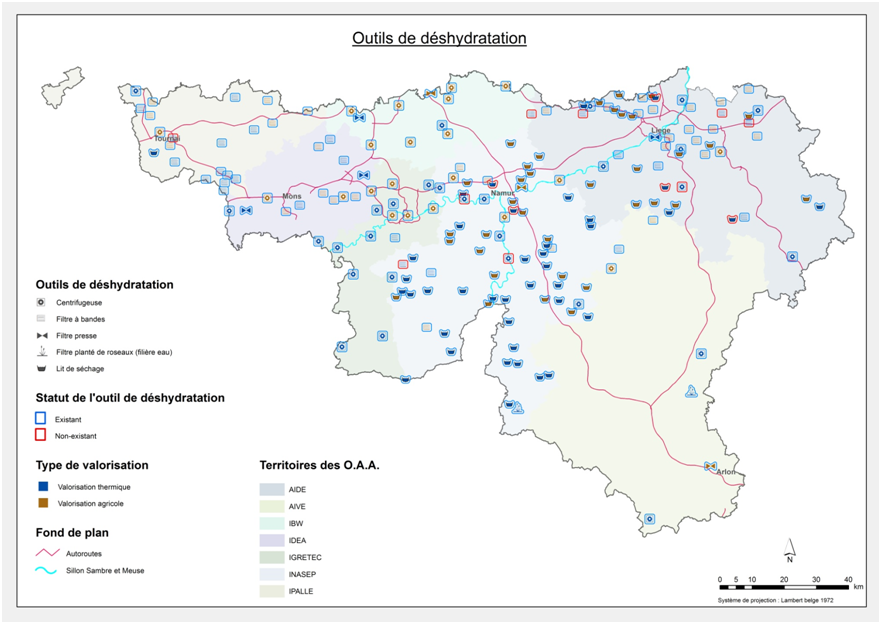 Outils de déshydratation
Tournai
Mons
Namur
Liege
Arlon
Outils de déshydratation
Centrifugeuse
Filtre à bandes
Filtre presse
Filtre planté de roseaux (filière eau)
Lit de séchage
Statut de l'outil de déshydratation
Existant
Non-existant
Type de valorisation
Valorisation thermique
Valorisation agricole
Fond de plan
Autoroutes
Sillon Sambre et Meuse
Territoires des O.A.A.
AIDE
AIVE
IBW
IDEA
IGRETEC
INASEP
IPALLE
N
0 5 10 20 30 40
km
Système de projection : Lambert belge 1972